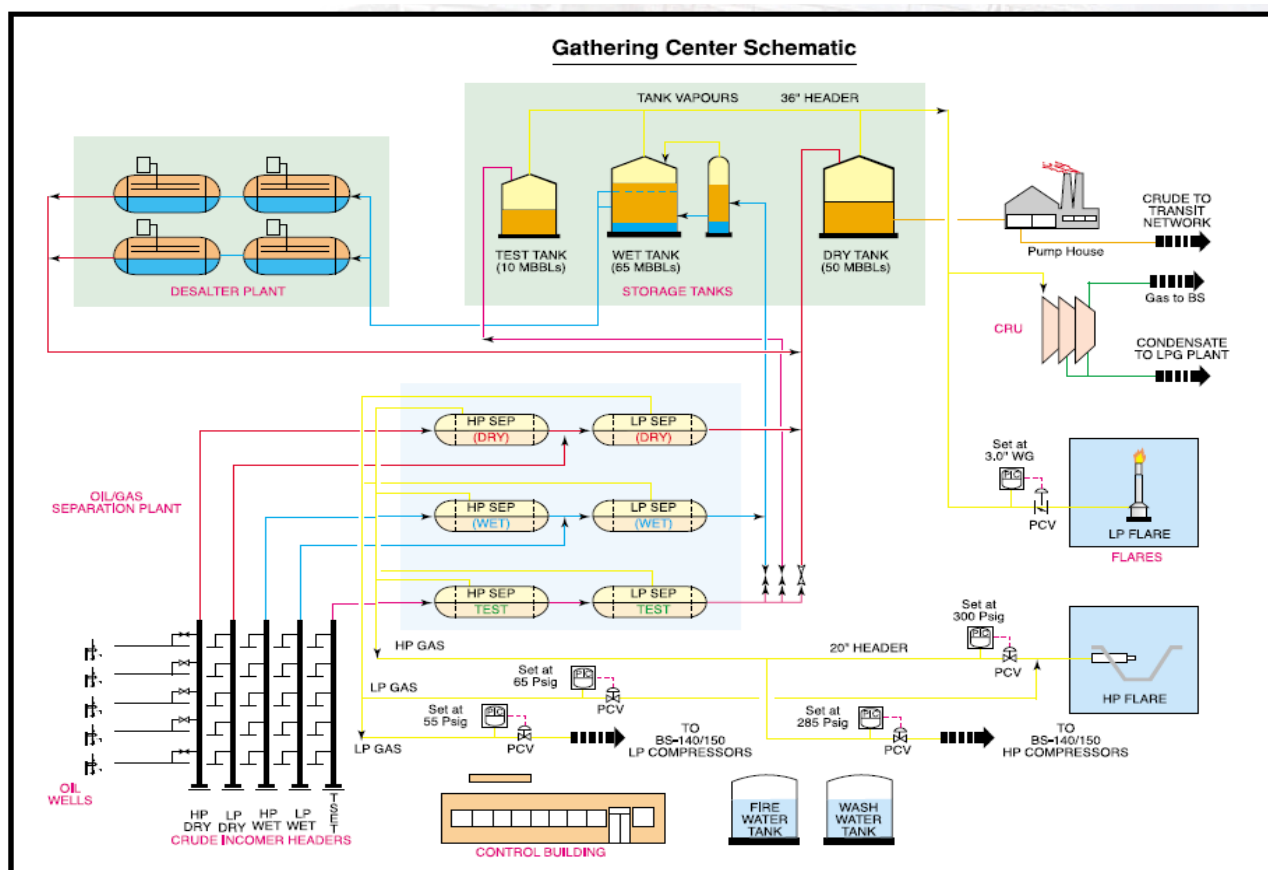 Gathering Center Schematic
TANK VAPOURS
36" HEADER
TEST TANK
(10 MBBLs)
WET TANK
(65 MBBLs)
DRY TANK
(50 MBBLs)
STORAGE TANKS
DESALTER PLANT
Pump House
CRUDE TO
TRANSIT
NETWORK
Gas to BS
CRU
CONDENSATE
TO LPG PLANT
HP SEP
(DRY)
LP SEP
(DRY)
HP SEP
(WET)
LP SEP
(WET)
HP SEP
TEST
LP SEP
TEST
OIL/GAS
SEPARATION PLANT
Set at
3.0" WG
PIC
PCV
LP FLARE
FLARES
HP GAS
20" HEADER
Set at
300 Psig
PIC
PCV
HP FLARE
LP GAS
Set at
65 Psig
PIC
PCV
LP GAS
Set at
55 Psig
PIC
PCV
TO
BS-140/150
LP COMPRESSORS
Set at
285 Psig
PIC
PCV
TO
BS-140/150
HP COMPRESSORS
OIL
WELLS
HP
DRY
LP
DRY
HP
WET
LP
WET
TSET
CRUDE INCOMER HEADERS
CONTROL BUILDING
FIRE
WATER
TANK
WASH
WATER
TANK